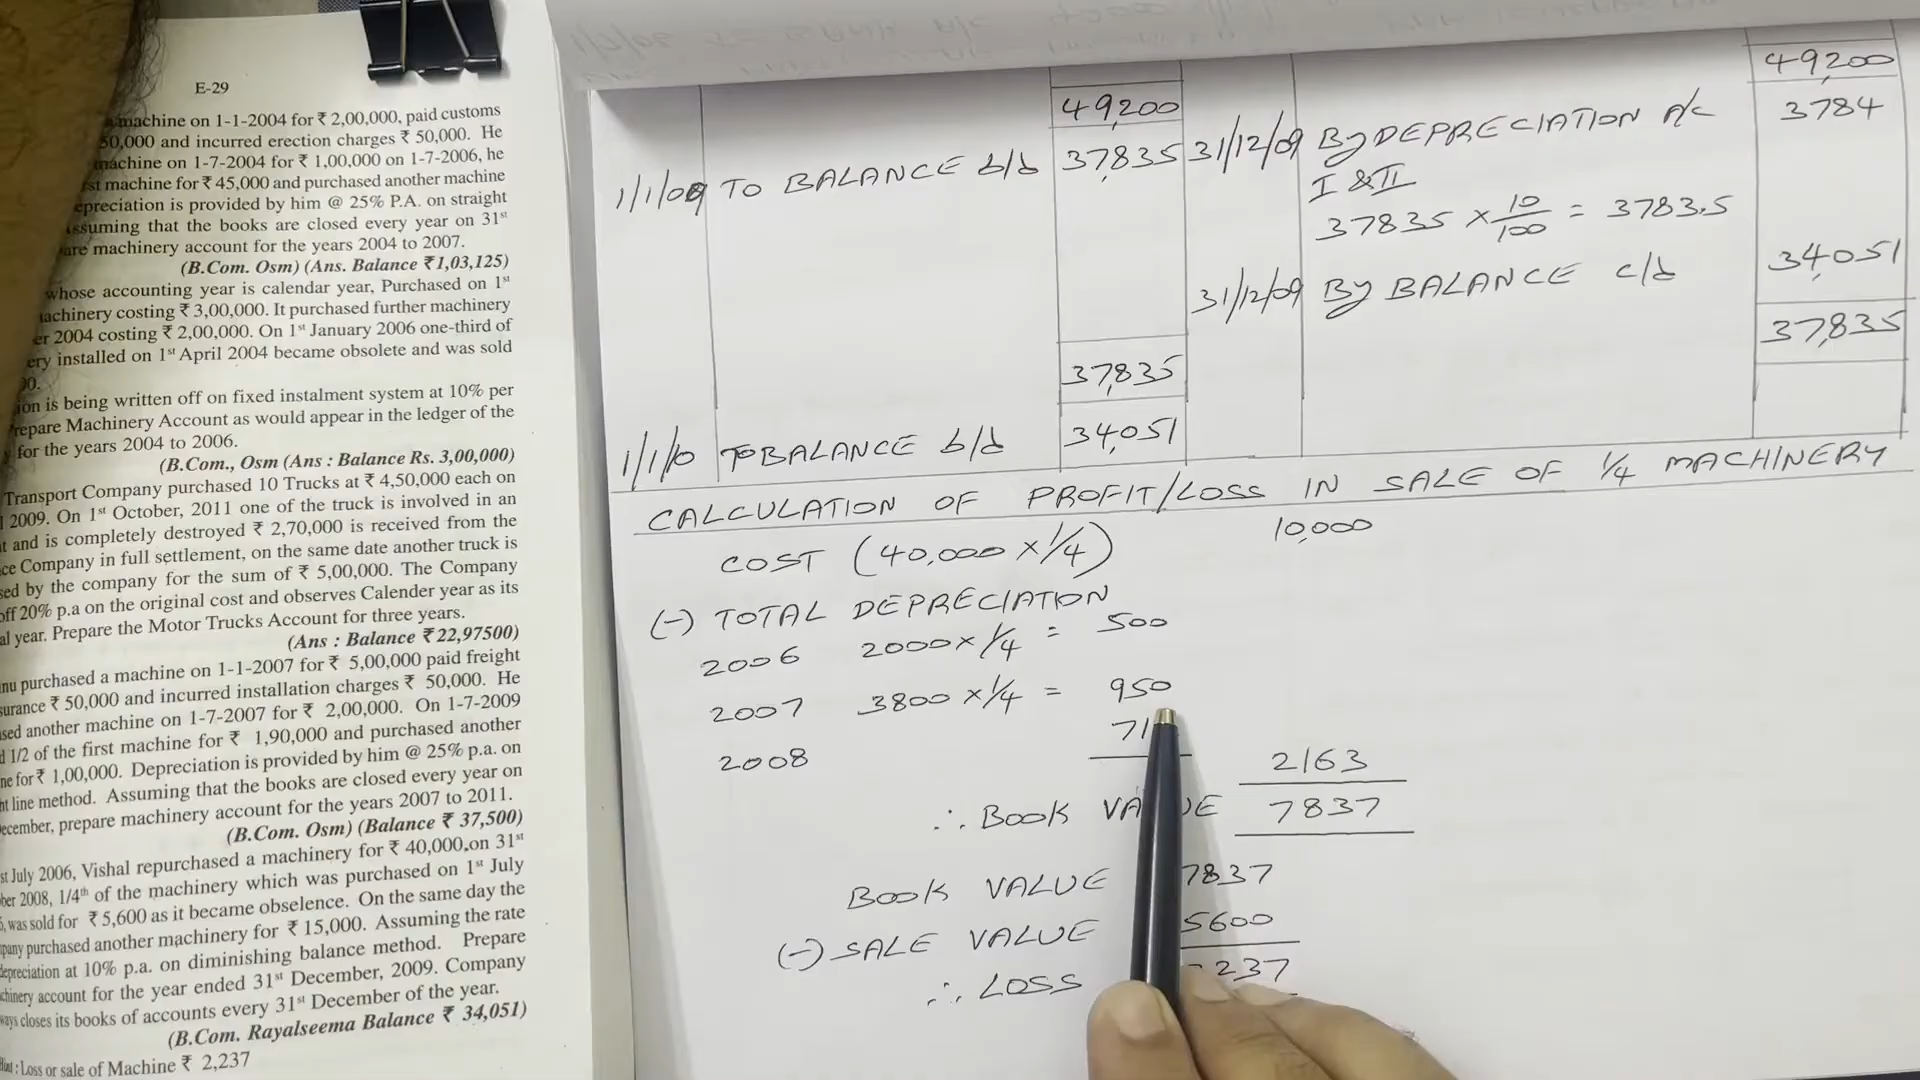 E-29
machine on 1-1-2004 for ₹ 2,00,000, paid customs
50,000 and incurred erection charges ₹ 50,000. He
machine on 1-7-2004 for ₹ 1,00,000 on 1-7-2006, he
st machine for ₹ 45,000 and purchased another machine
epreciation is provided by him @ 25% P.A. on straight
ssuming that the books are closed every year on 31st
are machinery account for the years 2004 to 2007.
(B.Com. Osm) (Ans. Balance ₹1,03,125)
whose accounting year is calendar year, Purchased on 1st
achinery costing ₹ 3,00,000. It purchased further machinery
er 2004 costing ₹ 2,00,000. On 1st January 2006 one-third of
ery installed on 1st April 2004 became obsolete and was sold
00.
ion is being written off on fixed instalment system at 10% per
repare Machinery Account as would appear in the ledger of the
for the years 2004 to 2006.
(B.Com., Osm (Ans : Balance Rs. 3,00,000)
Transport Company purchased 10 Trucks at ₹ 4,50,000 each on
l 2009. On 1st October, 2011 one of the truck is involved in an
t and is completely destroyed ₹ 2,70,000 is received from the
ce Company in full settlement, on the same date another truck is
sed by the company for the sum of ₹ 5,00,000. The Company
off 20% p.a on the original cost and observes Calender year as its
al year. Prepare the Motor Trucks Account for three years.
(Ans : Balance ₹ 22,97500)
nu purchased a machine on 1-1-2007 for ₹ 5,00,000 paid freight
surance ₹ 50,000 and incurred installation charges ₹ 50,000. He
sed another machine on 1-7-2007 for ₹ 2,00,000. On 1-7-2009
d 1/2 of the first machine for ₹ 1,90,000 and purchased another
ne for ₹ 1,00,000. Depreciation is provided by him @ 25% p.a. on
ht line method. Assuming that the books are closed every year on
ecember, prepare machinery account for the years 2007 to 2011.
(B.Com. Osm) (Balance ₹ 37,500)
st July 2006, Vishal repurchased a machinery for ₹ 40,000.on 31st
ber 2008, 1/4th of the machinery which was purchased on 1st July
, was sold for ₹ 5,600 as it became obselence. On the same day the
pany purchased another machinery for ₹ 15,000. Assuming the rate
depreciation at 10% p.a. on diminishing balance method. Prepare
chinery account for the year ended 31st December, 2009. Company
ways closes its books of accounts every 31st December of the year.
(B.Com. Rayalseema Balance ₹ 34,051)
Hint : Loss or sale of Machine ₹ 2,237
49,200 49,200
1/1/09 TO BALANCE b/d 37,835 31/12/09 By DEPRECIATION A/c 3784
I & II
37835 × 10/100 = 3783.5
31/12/09 By BALANCE c/d 34,051
37,835 37,835
1/1/10 TO BALANCE b/d 34,051
CALCULATION OF PROFIT/LOSS IN SALE OF 1/4 MACHINERY
COST (40,000 × 1/4) 10,000
(-) TOTAL DEPRECIATION
2006 2000 × 1/4 = 500
2007 3800 × 1/4 = 950
2008 71 2163
∴ BOOK VALUE 7837
BOOK VALUE 7837
(-) SALE VALUE 5600
∴ LOSS 2237